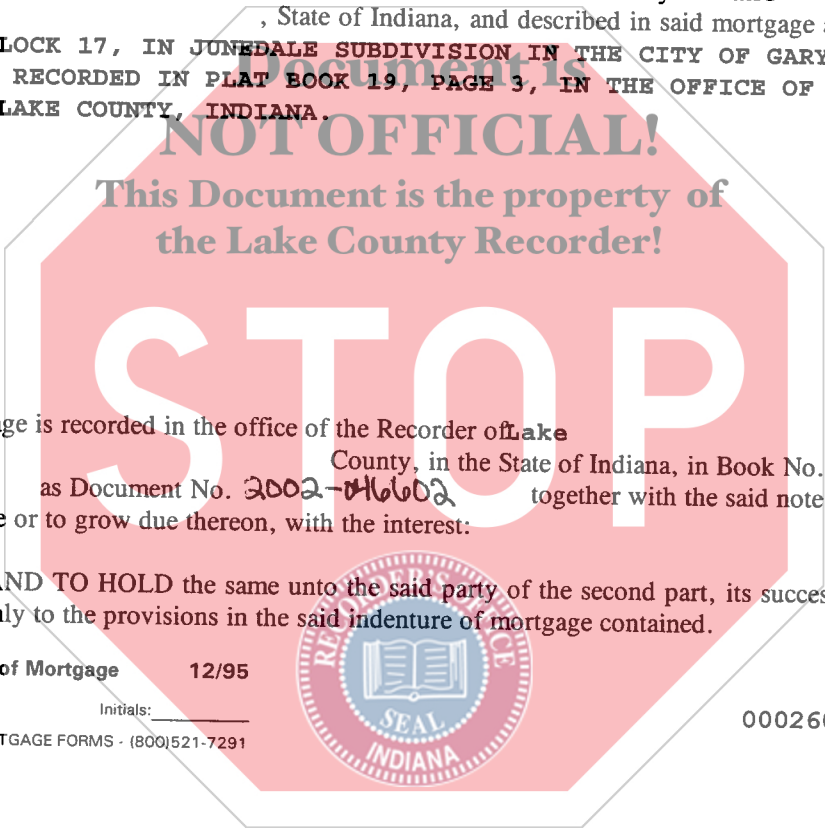 , State of Indiana, and described in said mortgage
LOCK 17, IN JUNEDALE SUBDIVISION IN THE CITY OF GARY
Document is
RECORDED IN PLAT BOOK 19, PAGE 3, IN THE OFFICE OF
LAKE COUNTY, INDIANA.
NOT OFFICIAL!
This Document is the property of
the Lake County Recorder!
STOP
ge is recorded in the office of the Recorder of Lake
County, in the State of Indiana, in Book No.
as Document No. 2002-046602 together with the said note
e or to grow due thereon, with the interest:
AND TO HOLD the same unto the said party of the second part, its succes
ly to the provisions in the said indenture of mortgage contained.
of Mortgage 12/95
Initials:
TGAGE FORMS - (800)521-7291
00026
RECORDER'S OFFICE
SEAL
INDIANA